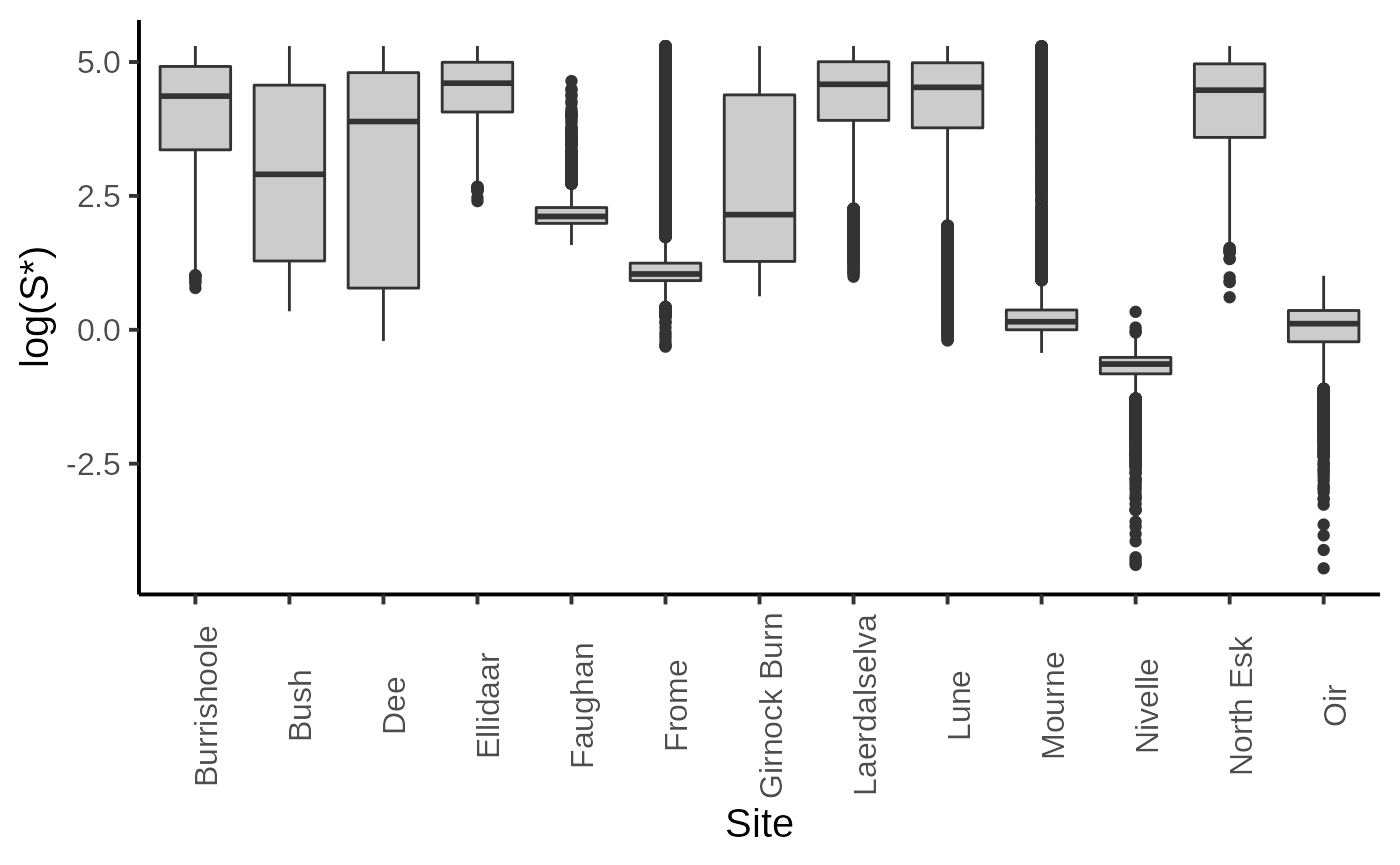 log(S*)
5.0
2.5
0.0
-2.5
Burrishoole
Bush
Dee
Ellidaar
Faughan
Frome
Girnock Burn
Laerdalselva
Lune
Mourne
Nivelle
North Esk
Oir
Site